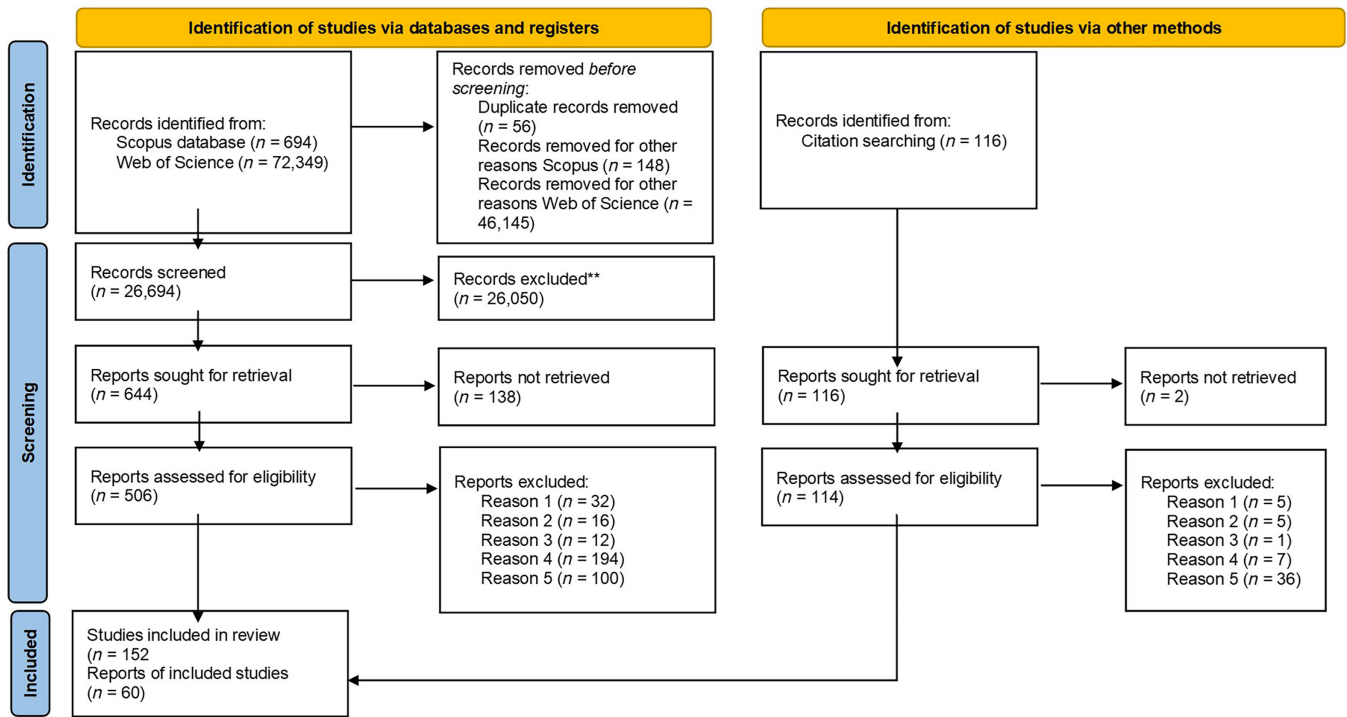 Identification of studies via databases and registers
Identification of studies via other methods
Identification
Records identified from:
Scopus database (n = 694)
Web of Science (n = 72,349)
Records removed before
screening:
Duplicate records removed
(n = 56)
Records removed for other
reasons Scopus (n = 148)
Records removed for other
reasons Web of Science (n =
46,145)
Records identified from:
Citation searching (n = 116)
Screening
Records screened
(n = 26,694)
Records excluded**
(n = 26,050)
Reports sought for retrieval
(n = 644)
Reports not retrieved
(n = 138)
Reports sought for retrieval
(n = 116)
Reports not retrieved
(n = 2)
Reports assessed for eligibility
(n = 506)
Reports excluded:
Reason 1 (n = 32)
Reason 2 (n = 16)
Reason 3 (n = 12)
Reason 4 (n = 194)
Reason 5 (n = 100)
Reports assessed for eligibility
(n = 114)
Reports excluded:
Reason 1 (n = 5)
Reason 2 (n = 5)
Reason 3 (n = 1)
Reason 4 (n = 7)
Reason 5 (n = 36)
Included
Studies included in review
(n = 152
Reports of included studies
(n = 60)